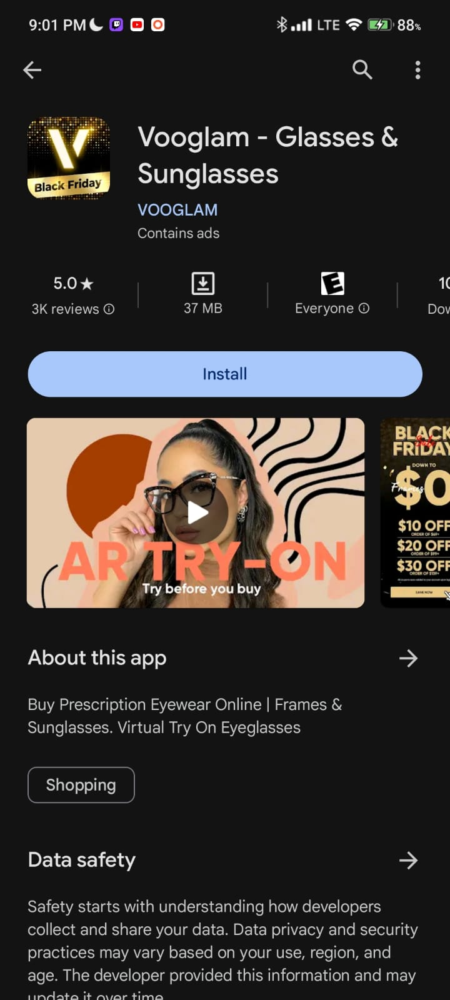 9:01 PM
LTE 88%
V
Black Friday
Vooglam - Glasses &
Sunglasses
VOOGLAM
Contains ads
5.0★
3K reviews
37 MB
E
Everyone
10
Dow
Install
AR TRY-ON
Try before you buy
BLACK
Sale
FRIDAY
DOWN TO
Frames
$0
$10 OFF
ORDER OF $69+
$20 OFF
ORDER OF $99+
$30 OFF
ORDER OF $139+
SAVE NOW
About this app
Buy Prescription Eyewear Online | Frames &
Sunglasses. Virtual Try On Eyeglasses
Shopping
Data safety
Safety starts with understanding how developers
collect and share your data. Data privacy and security
practices may vary based on your use, region, and
age. The developer provided this information and may
update it over time.